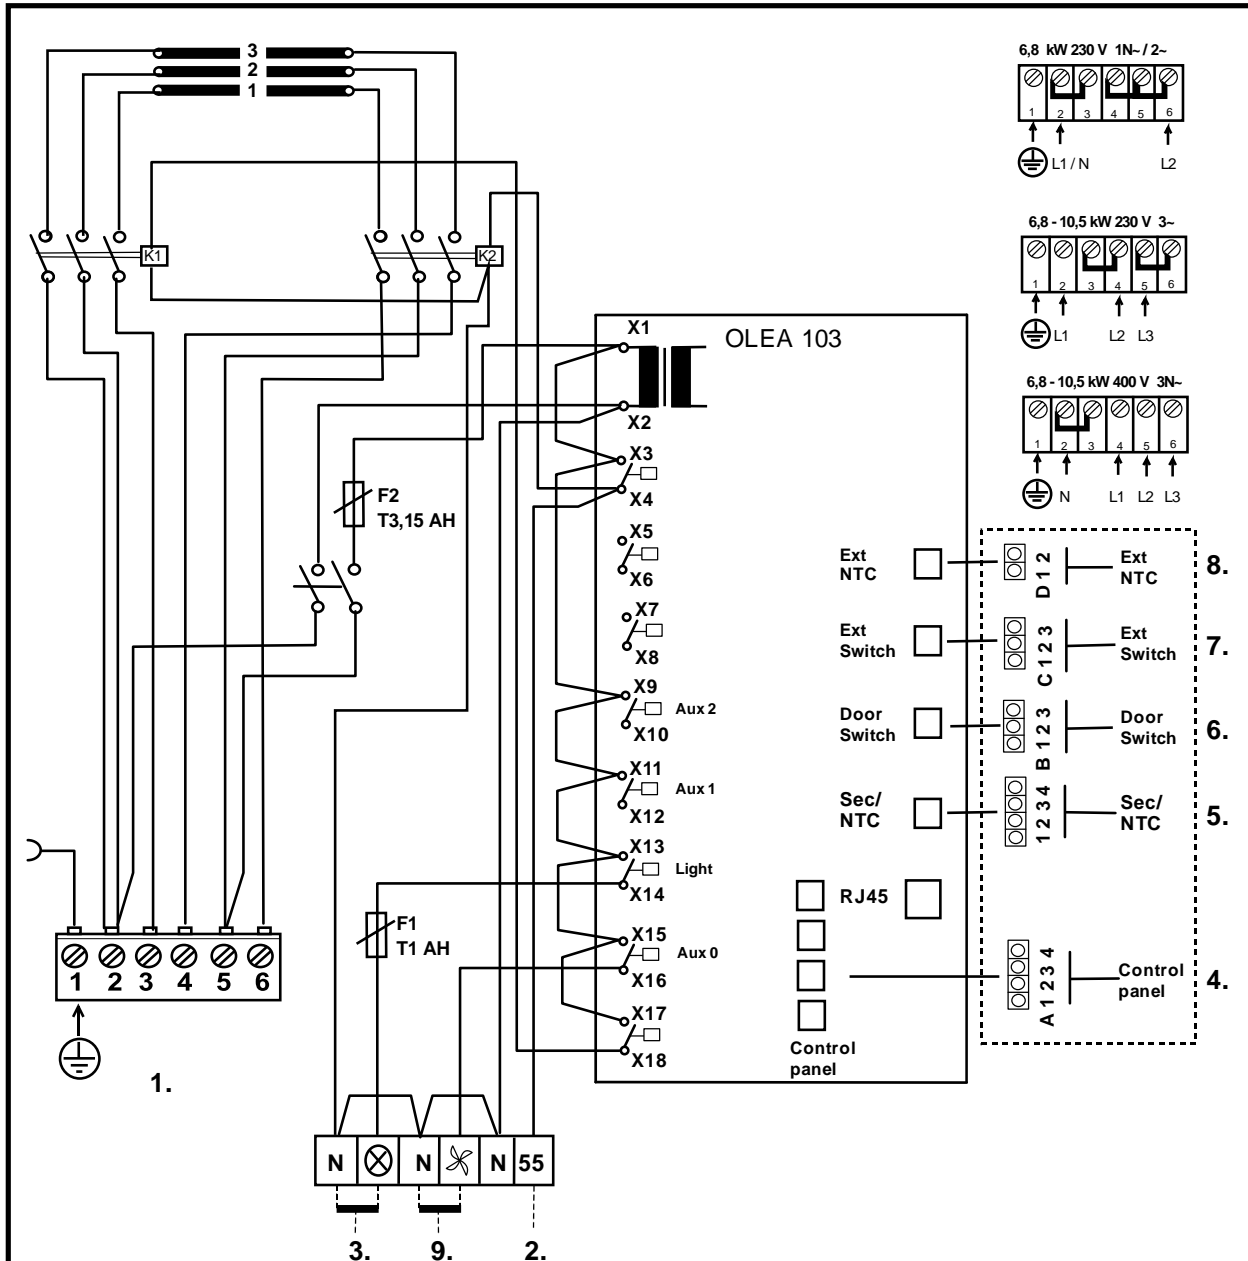 3
2
1
K1
K2
6,8 kW 230 V 1N~ / 2~
1 2 3 4 5 6
L1 / N L2
6,8 - 10,5 kW 230 V 3~
1 2 3 4 5 6
L1 L2 L3
6,8 - 10,5 kW 400 V 3N~
1 2 3 4 5 6
N L1 L2 L3
OLEA 103
X1
X2
X3
X4
X5
X6
X7
X8
X9
Aux 2
X10
X11
Aux 1
X12
X13
Light
X14
X15
Aux 0
X16
X17
X18
F2
T3,15 AH
F1
T1 AH
Ext
NTC
D 1 2
Ext
NTC
8.
Ext
Switch
C 1 2 3
Ext
Switch
7.
Door
Switch
B 1 2 3
Door
Switch
6.
Sec/
NTC
1 2 3 4
Sec/
NTC
5.
RJ45
Control
panel
A 1 2 3 4
Control
panel
4.
1 2 3 4 5 6
1.
N N N 55
3. 9. 2.